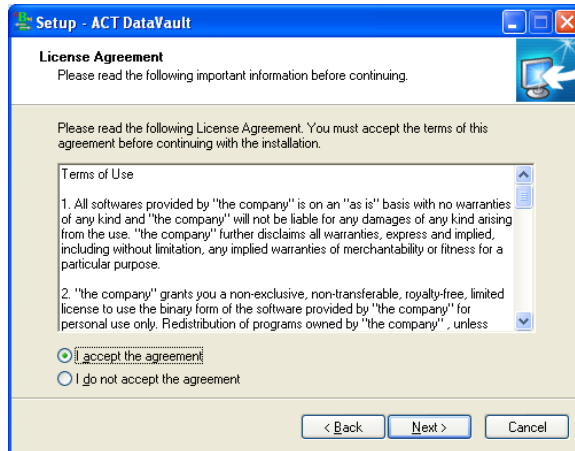 Setup - ACT DataVault
License Agreement
Please read the following important information before continuing.
Please read the following License Agreement. You must accept the terms of this
agreement before continuing with the installation.
Terms of Use
1. All softwares provided by "the company" is on an "as is" basis with no warranties
of any kind and "the company" will not be liable for any damages of any kind arising
from the use. "the company" further disclaims all warranties, express and implied,
including without limitation, any implied warranties of merchantability or fitness for a
particular purpose.
2. "the company" grants you a non-exclusive, non-transferable, royalty-free, limited
license to use the binary form of the software provided by "the company" for
personal use only. Redistribution of programs owned by "the company" , unless
I accept the agreement
I do not accept the agreement
< Back
Next >
Cancel